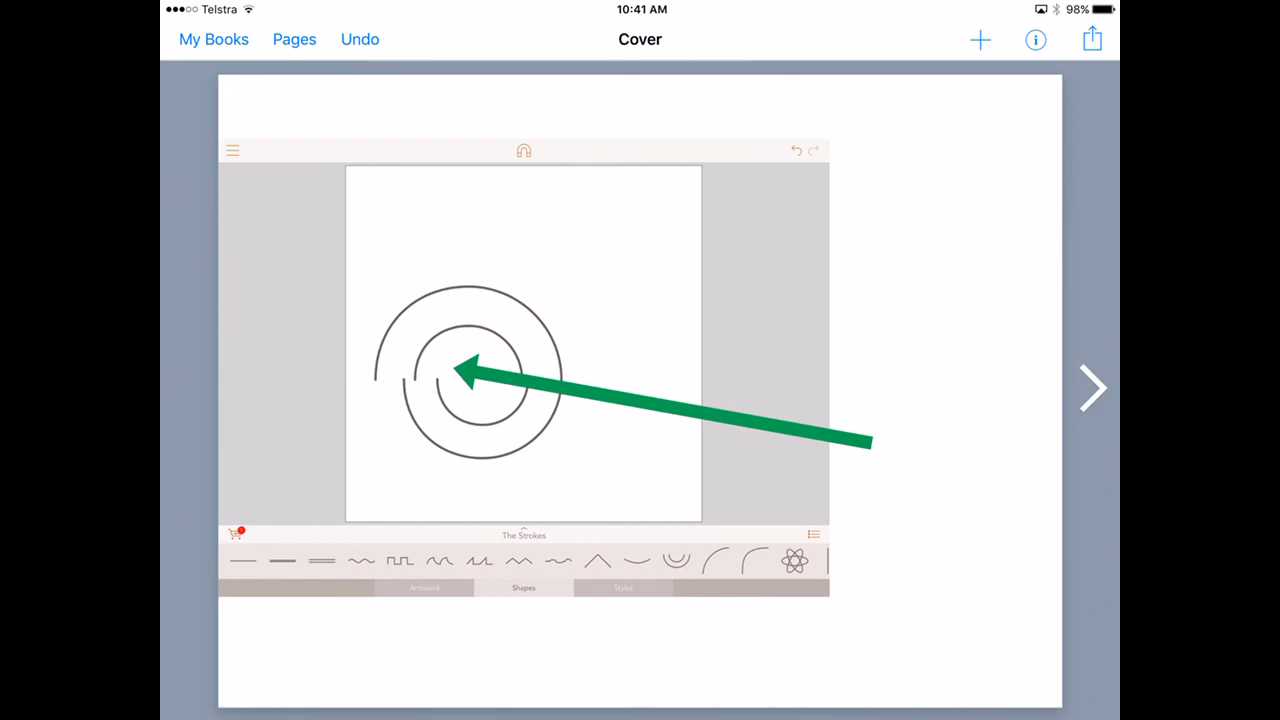 Telstra 10:41 AM 98%
My Books Pages Undo Cover
The Strokes
Artboard Shapes Styles